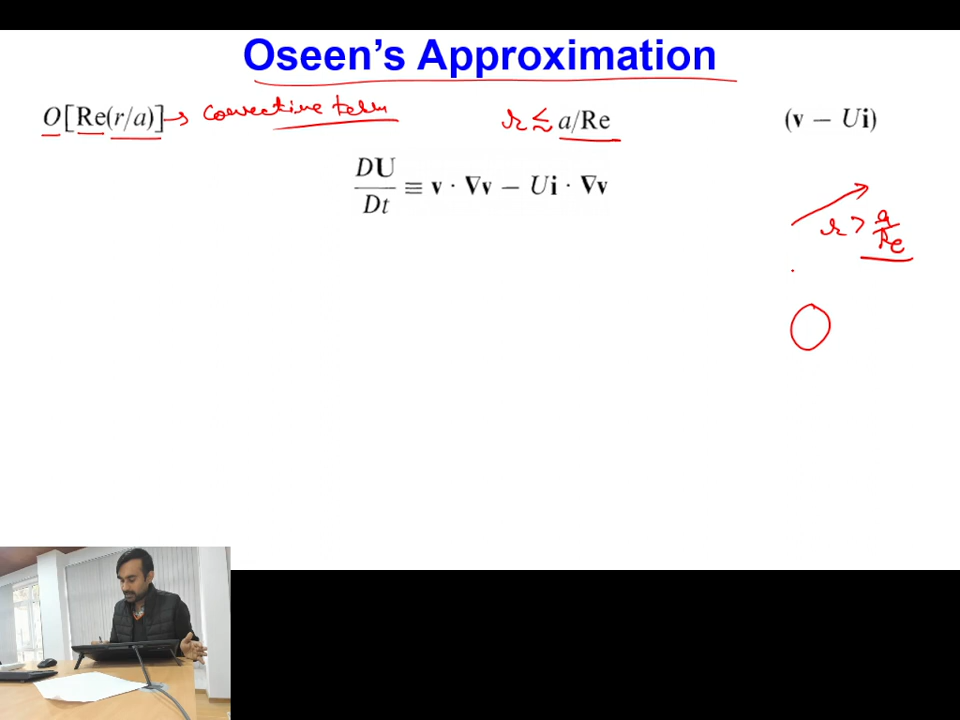 Oseen's Approximation
O[Re(r/a)] → convective term r ≲ a/Re (v − Ui)
DU/Dt ≡ v · ∇v − Ui · ∇v
r > a/Re